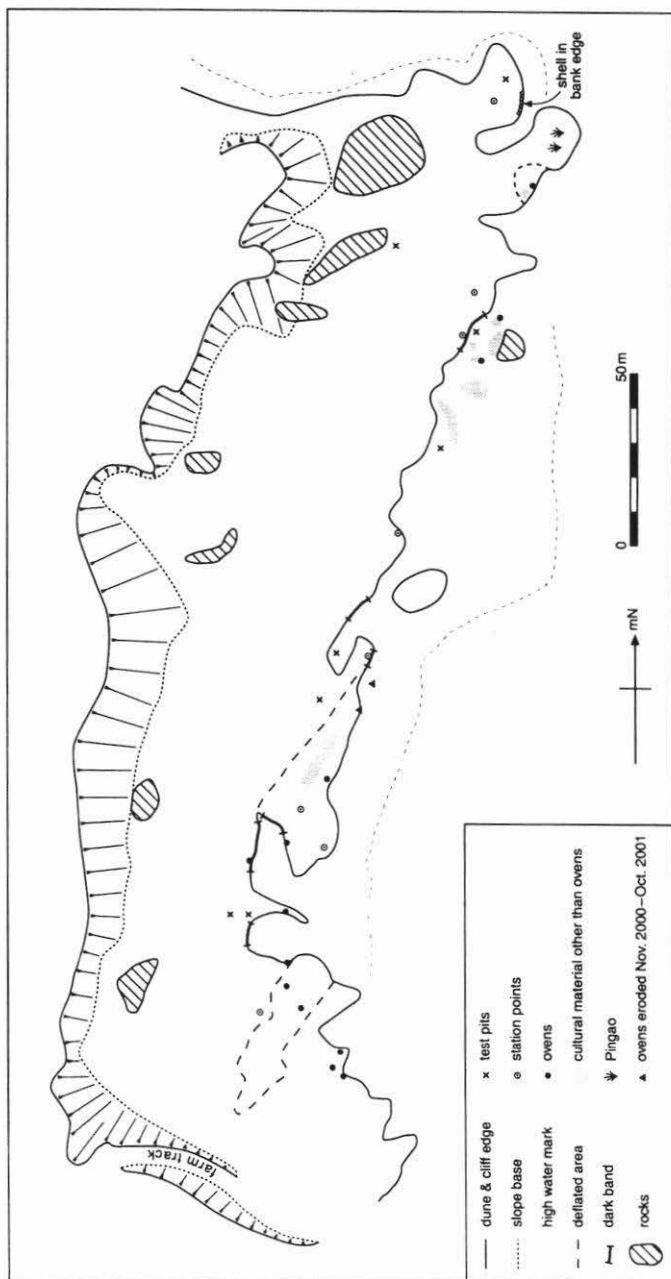 shell in
bank edge
farm track
0
50 m
mN
dune & cliff edge
slope base
high water mark
deflated area
dark band
rocks
test pits
station points
ovens
cultural material other than ovens
Pingao
ovens eroded Nov. 2000–Oct. 2001